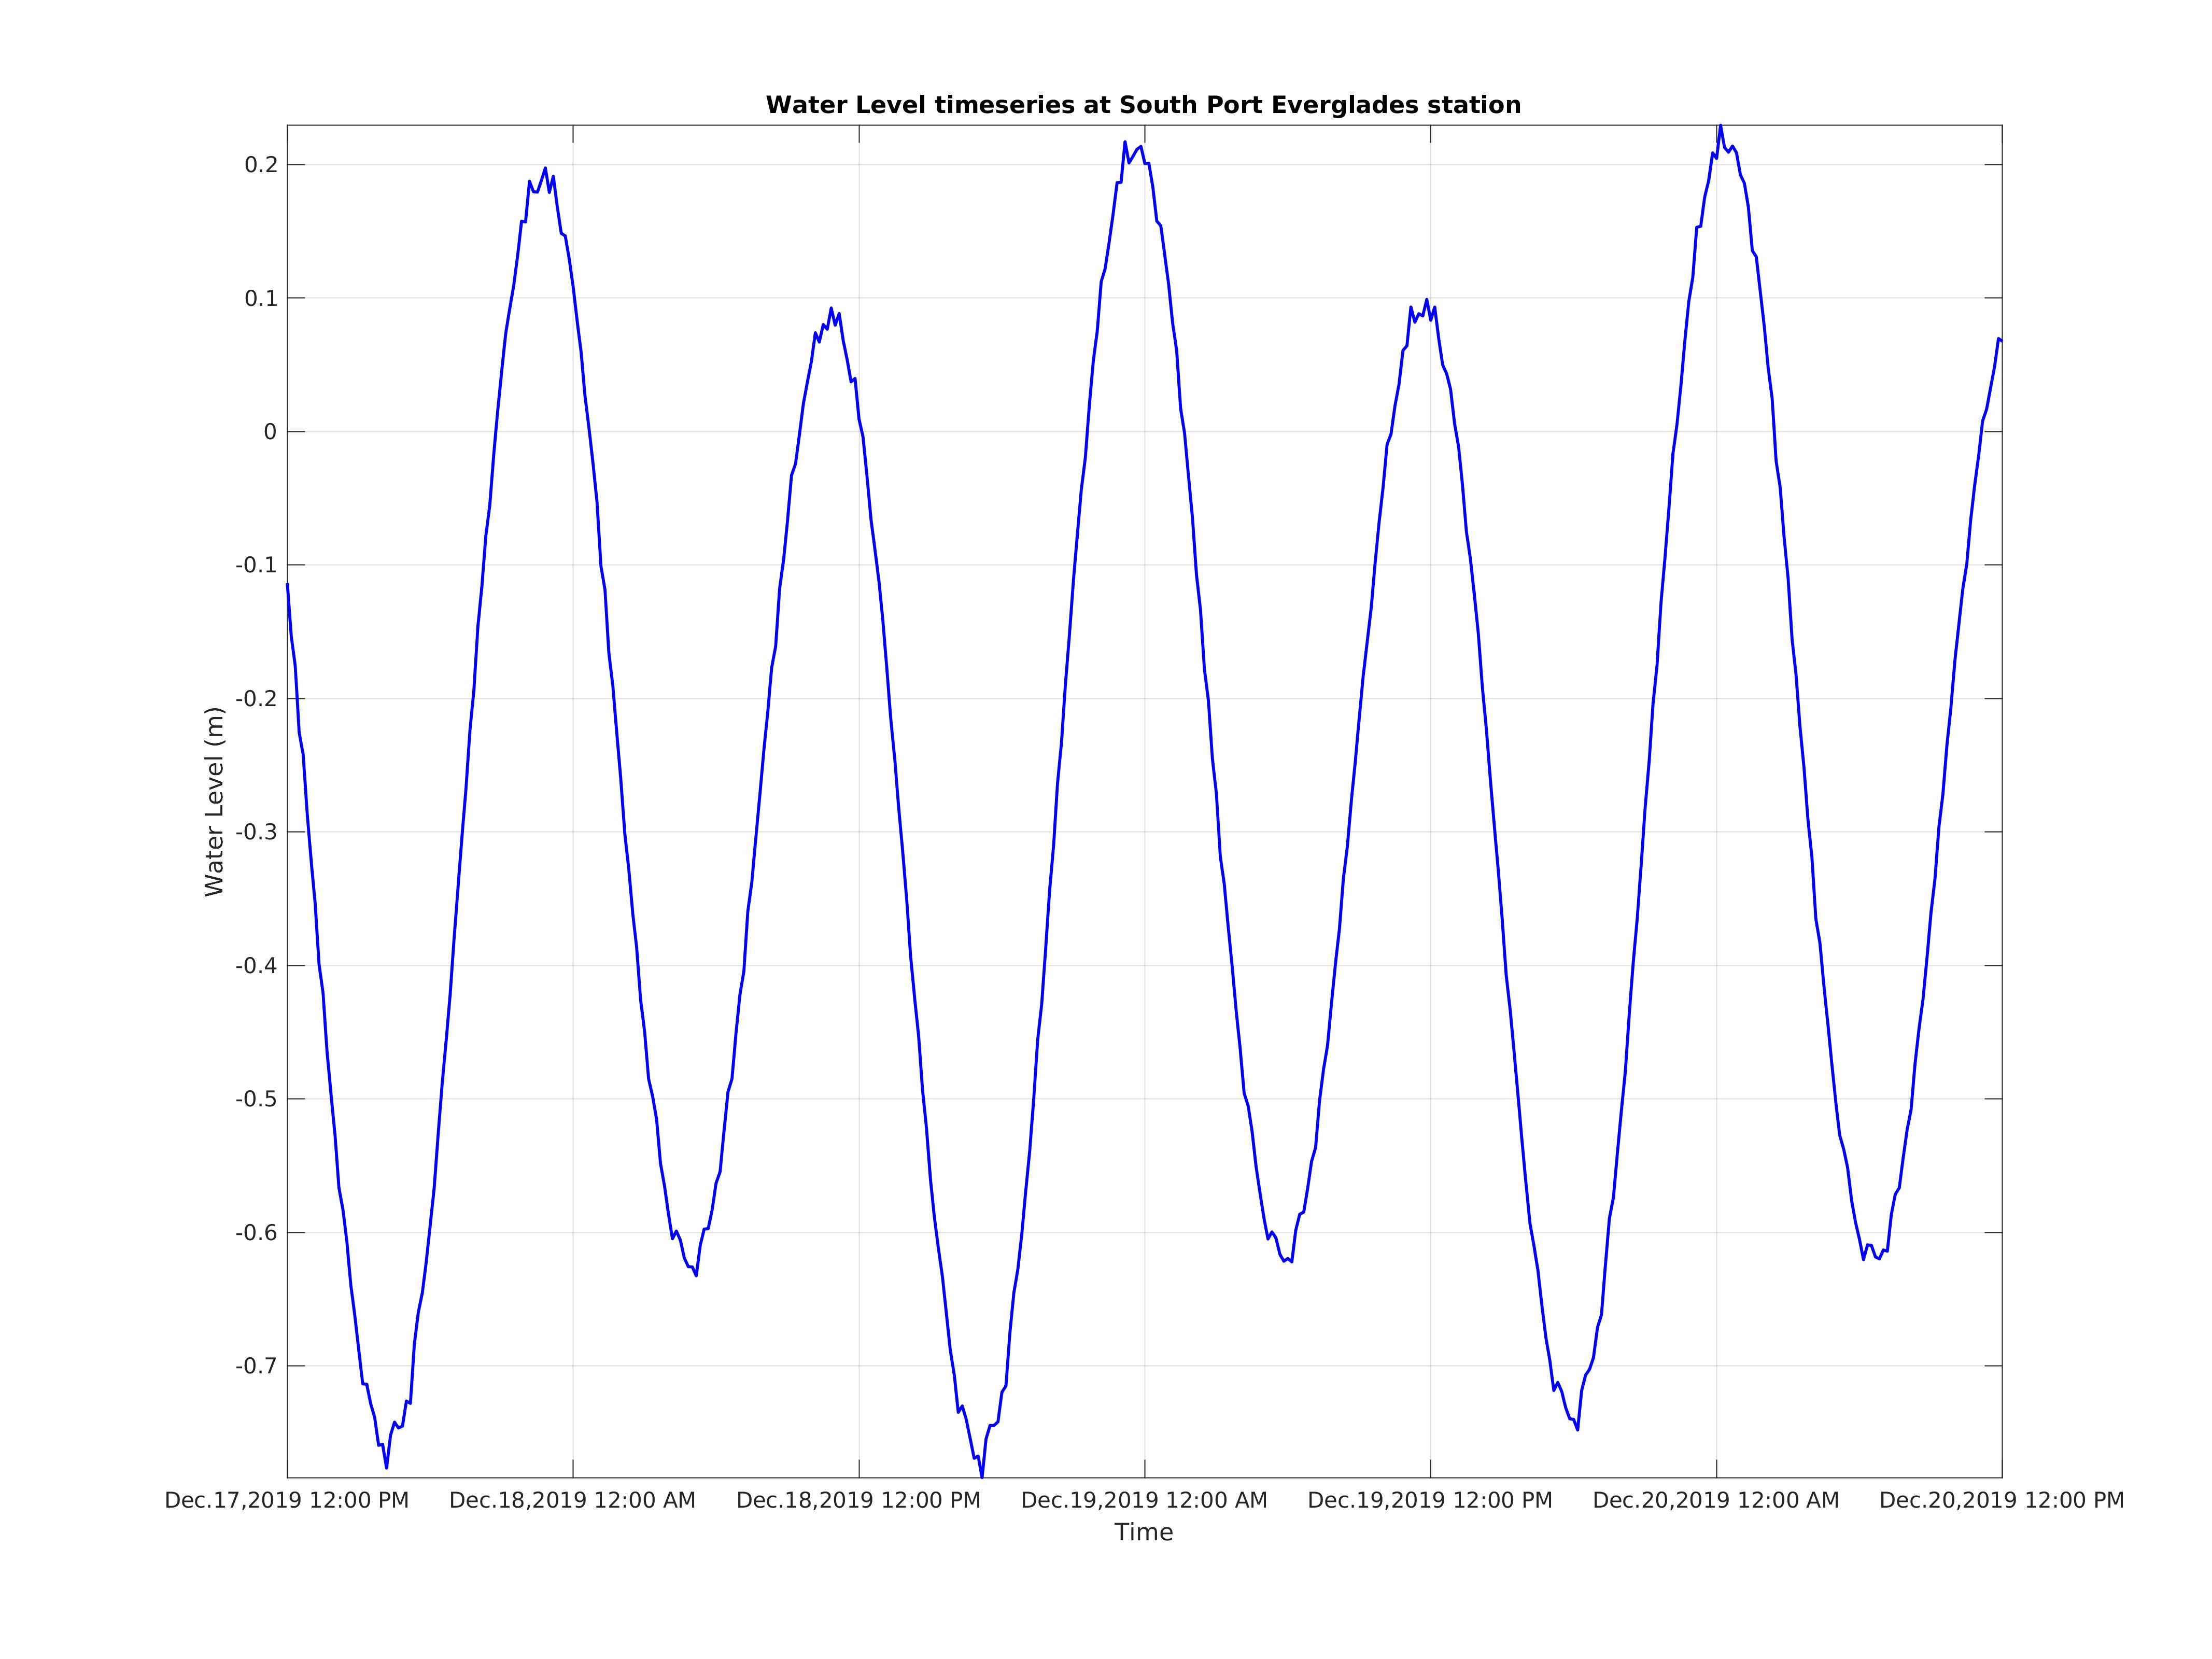 Water Level timeseries at South Port Everglades station
0.2
0.1
0
-0.1
-0.2
-0.3
-0.4
-0.5
-0.6
-0.7
Water Level (m)
Dec.17,2019 12:00 PM Dec.18,2019 12:00 AM Dec.18,2019 12:00 PM Dec.19,2019 12:00 AM Dec.19,2019 12:00 PM Dec.20,2019 12:00 AM Dec.20,2019 12:00 PM
Time